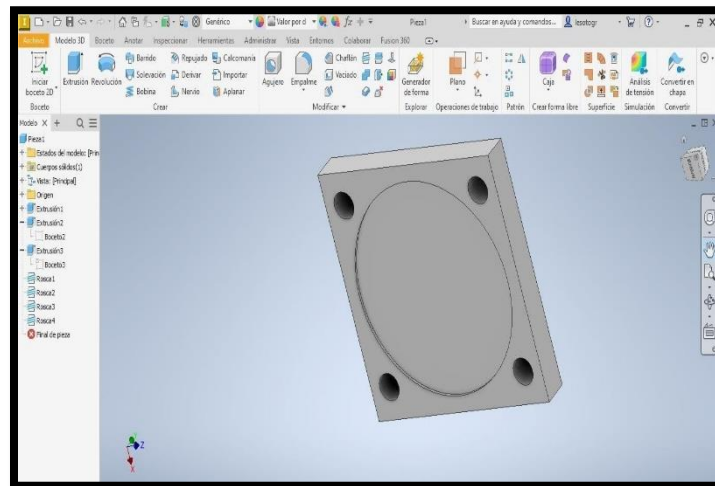 Genérico
Valor por d
Pieza1
Buscar en ayuda y comandos...
lesotogr
Archivo Modelo 3D Boceto Anotar Inspeccionar Herramientas Administrar Vista Entornos Colaborar Fusion 360
Iniciar boceto 2D
Extrusión
Revolución
Barrido
Solevación
Bobina
Repujado
Derivar
Nervio
Calcomanía
Importar
Aplanar
Agujero
Empalme
Chaflán
Vaciado
Generador de forma
Plano
Caja
Análisis de tensión
Convertir en chapa
Boceto
Crear
Modificar
Explorar
Operaciones de trabajo
Patrón
Crear forma libre
Superficie
Simulación
Convertir
Modelo X +
Pieza1
Estados del modelo: [Prin
Cuerpos sólidos(1)
Vista: [Principal]
Origen
Extrusión1
Extrusión2
Boceto2
Extrusión3
Boceto3
Rosca1
Rosca2
Rosca3
Rosca4
Final de pieza
Y
Z
X